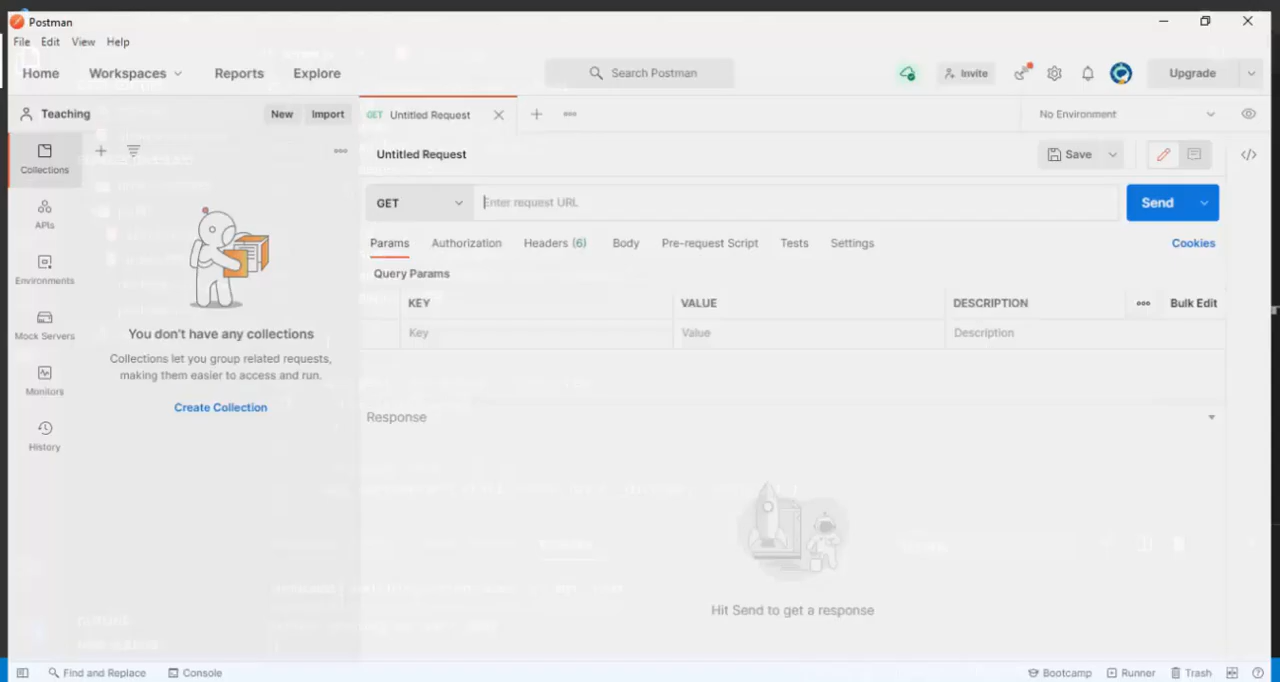 Postman
File Edit View Help
Home Workspaces Reports Explore Search Postman Invite Upgrade
Teaching New Import GET Untitled Request No Environment
Collections
APIs
Environments
Mock Servers
Monitors
History
You don't have any collections
Collections let you group related requests,
making them easier to access and run.
Create Collection
Untitled Request Save
GET Enter request URL Send
Params Authorization Headers (6) Body Pre-request Script Tests Settings Cookies
Query Params
KEY VALUE DESCRIPTION Bulk Edit
Key Value Description
Response
Hit Send to get a response
Find and Replace Console Bootcamp Runner Trash